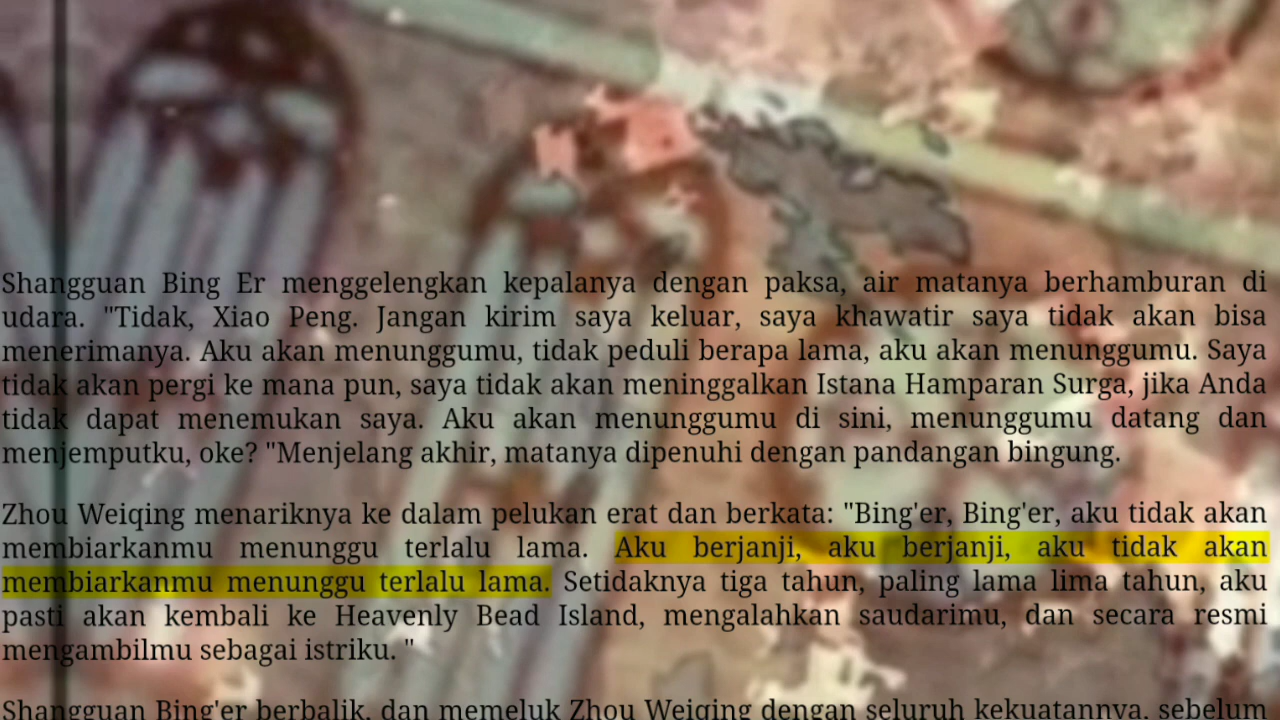 Shangguan Bing Er menggelengkan kepalanya dengan paksa, air matanya berhamburan di
udara. "Tidak, Xiao Peng. Jangan kirim saya keluar, saya khawatir saya tidak akan bisa
menerimanya. Aku akan menunggumu, tidak peduli berapa lama, aku akan menunggumu. Saya
tidak akan pergi ke mana pun, saya tidak akan meninggalkan Istana Hamparan Surga, jika Anda
tidak dapat menemukan saya. Aku akan menunggumu di sini, menunggumu datang dan
menjemputku, oke? "Menjelang akhir, matanya dipenuhi dengan pandangan bingung.
Zhou Weiqing menariknya ke dalam pelukan erat dan berkata: "Bing'er, Bing'er, aku tidak akan
membiarkanmu menunggu terlalu lama. Aku berjanji, aku berjanji, aku tidak akan
membiarkanmu menunggu terlalu lama. Setidaknya tiga tahun, paling lama lima tahun, aku
pasti akan kembali ke Heavenly Bead Island, mengalahkan saudarimu, dan secara resmi
mengambilmu sebagai istriku. "
Shangguan Bing'er berbalik, dan memeluk Zhou Weiqing dengan seluruh kekuatannya, sebelum